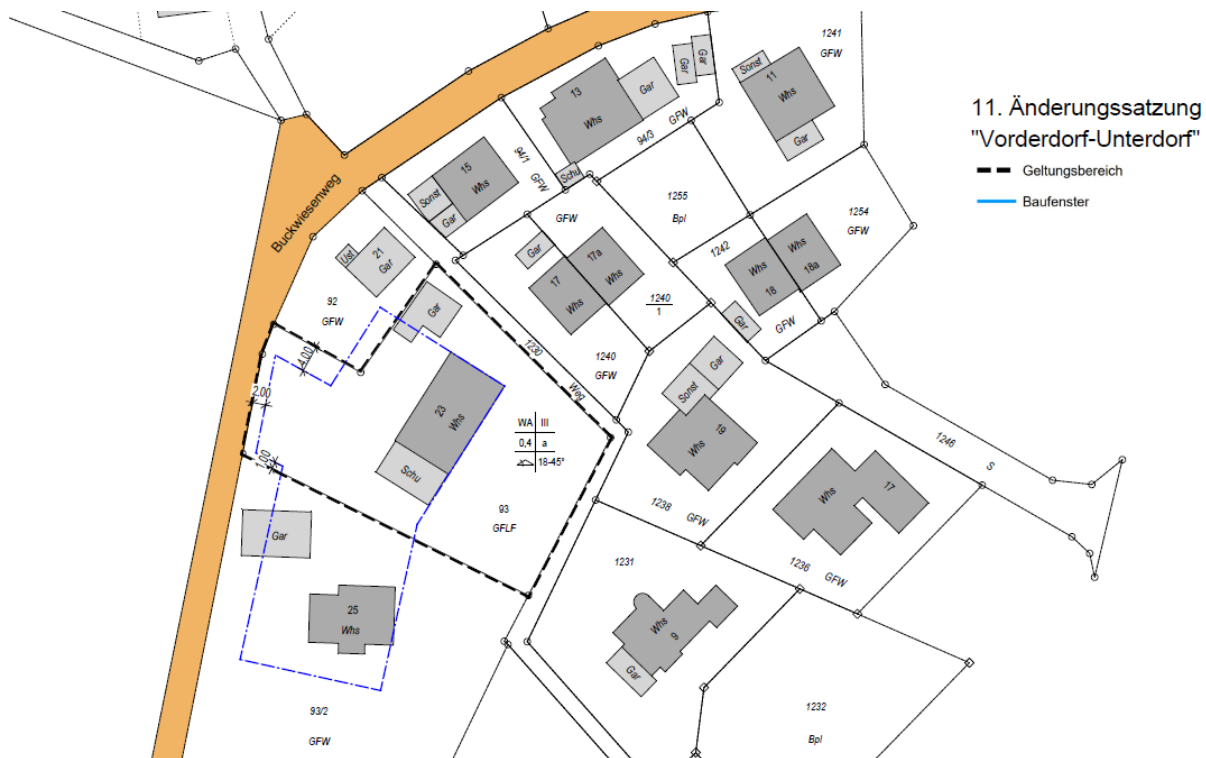 11. Änderungssatzung
"Vorderdorf-Unterdorf"
Geltungsbereich
Baufenster
Buckwiesenweg
1241
GFW
Gar
Gar
Sonst
11
Whs
Gar
13
Whs
Gar
94/3
GFW
Schu
94/1
GFW
15
Whs
Sonst
Gar
1255
Bpl
1254
GFW
1242
Whs
18
Whs
18a
Gar
GFW
GFW
Gar
17a
Whs
17
Whs
1240
1
1240
GFW
1230
Weg
Ust
21
Gar
92
GFW
Gar
4.00
2.00
1.00
23
Whs
Schu
WA III
0,4 a
18-45°
93
GFLF
Gar
Sonst
19
Whs
1238
GFW
1246
S
Whs
17
1236
GFW
1231
Whs
9
Gar
Gar
25
Whs
93/2
GFW
1232
Bpl